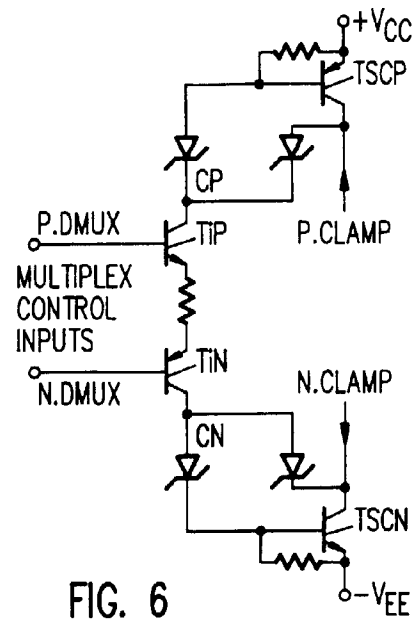 +VCC
TSCP
CP
P.DMUX
TiP
P.CLAMP
MULTIPLEX
CONTROL
INPUTS
TiN
N.DMUX
N.CLAMP
CN
TSCN
-VEE
FIG. 6